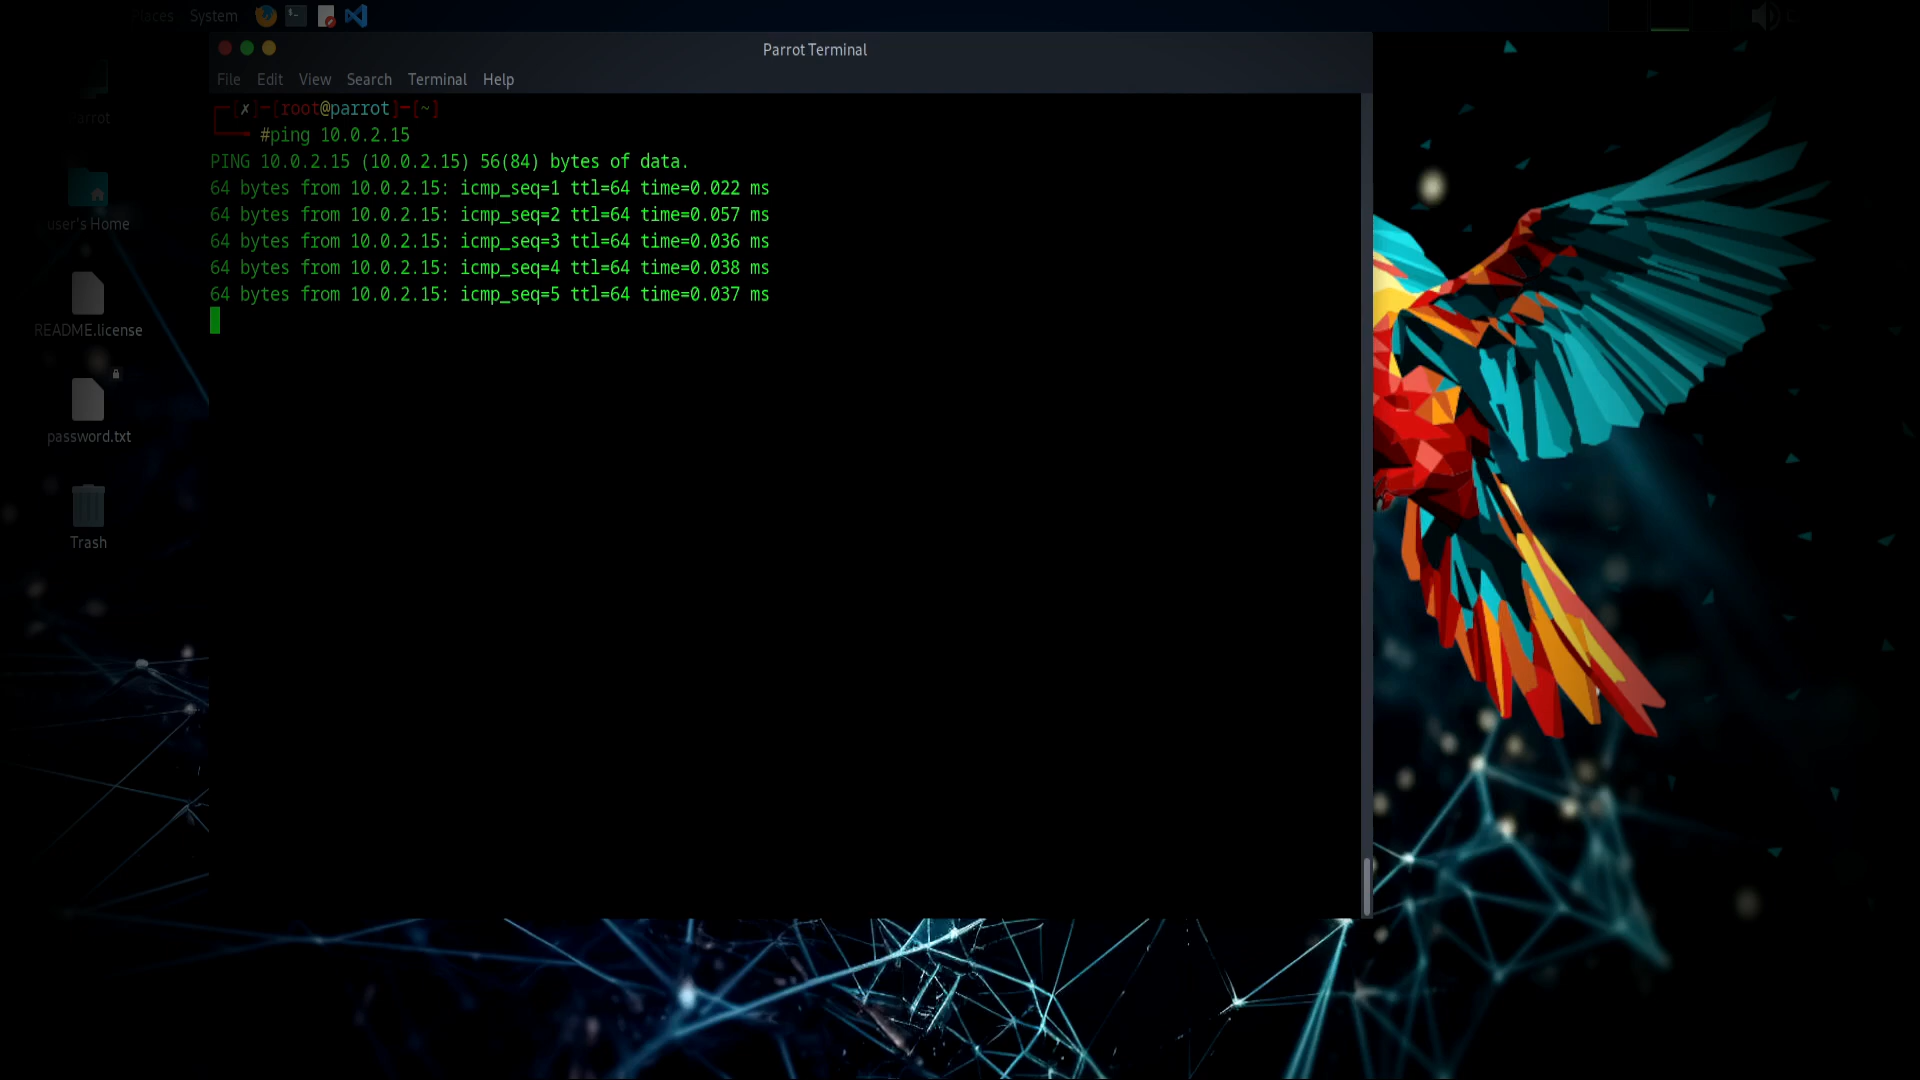 Places System
Parrot Terminal
File Edit View Search Terminal Help
┌─[✗]─[root@parrot]─[~]
└──╼ #ping 10.0.2.15
PING 10.0.2.15 (10.0.2.15) 56(84) bytes of data.
64 bytes from 10.0.2.15: icmp_seq=1 ttl=64 time=0.022 ms
64 bytes from 10.0.2.15: icmp_seq=2 ttl=64 time=0.057 ms
64 bytes from 10.0.2.15: icmp_seq=3 ttl=64 time=0.036 ms
64 bytes from 10.0.2.15: icmp_seq=4 ttl=64 time=0.038 ms
64 bytes from 10.0.2.15: icmp_seq=5 ttl=64 time=0.037 ms
user's Home
README.license
password.txt
Trash